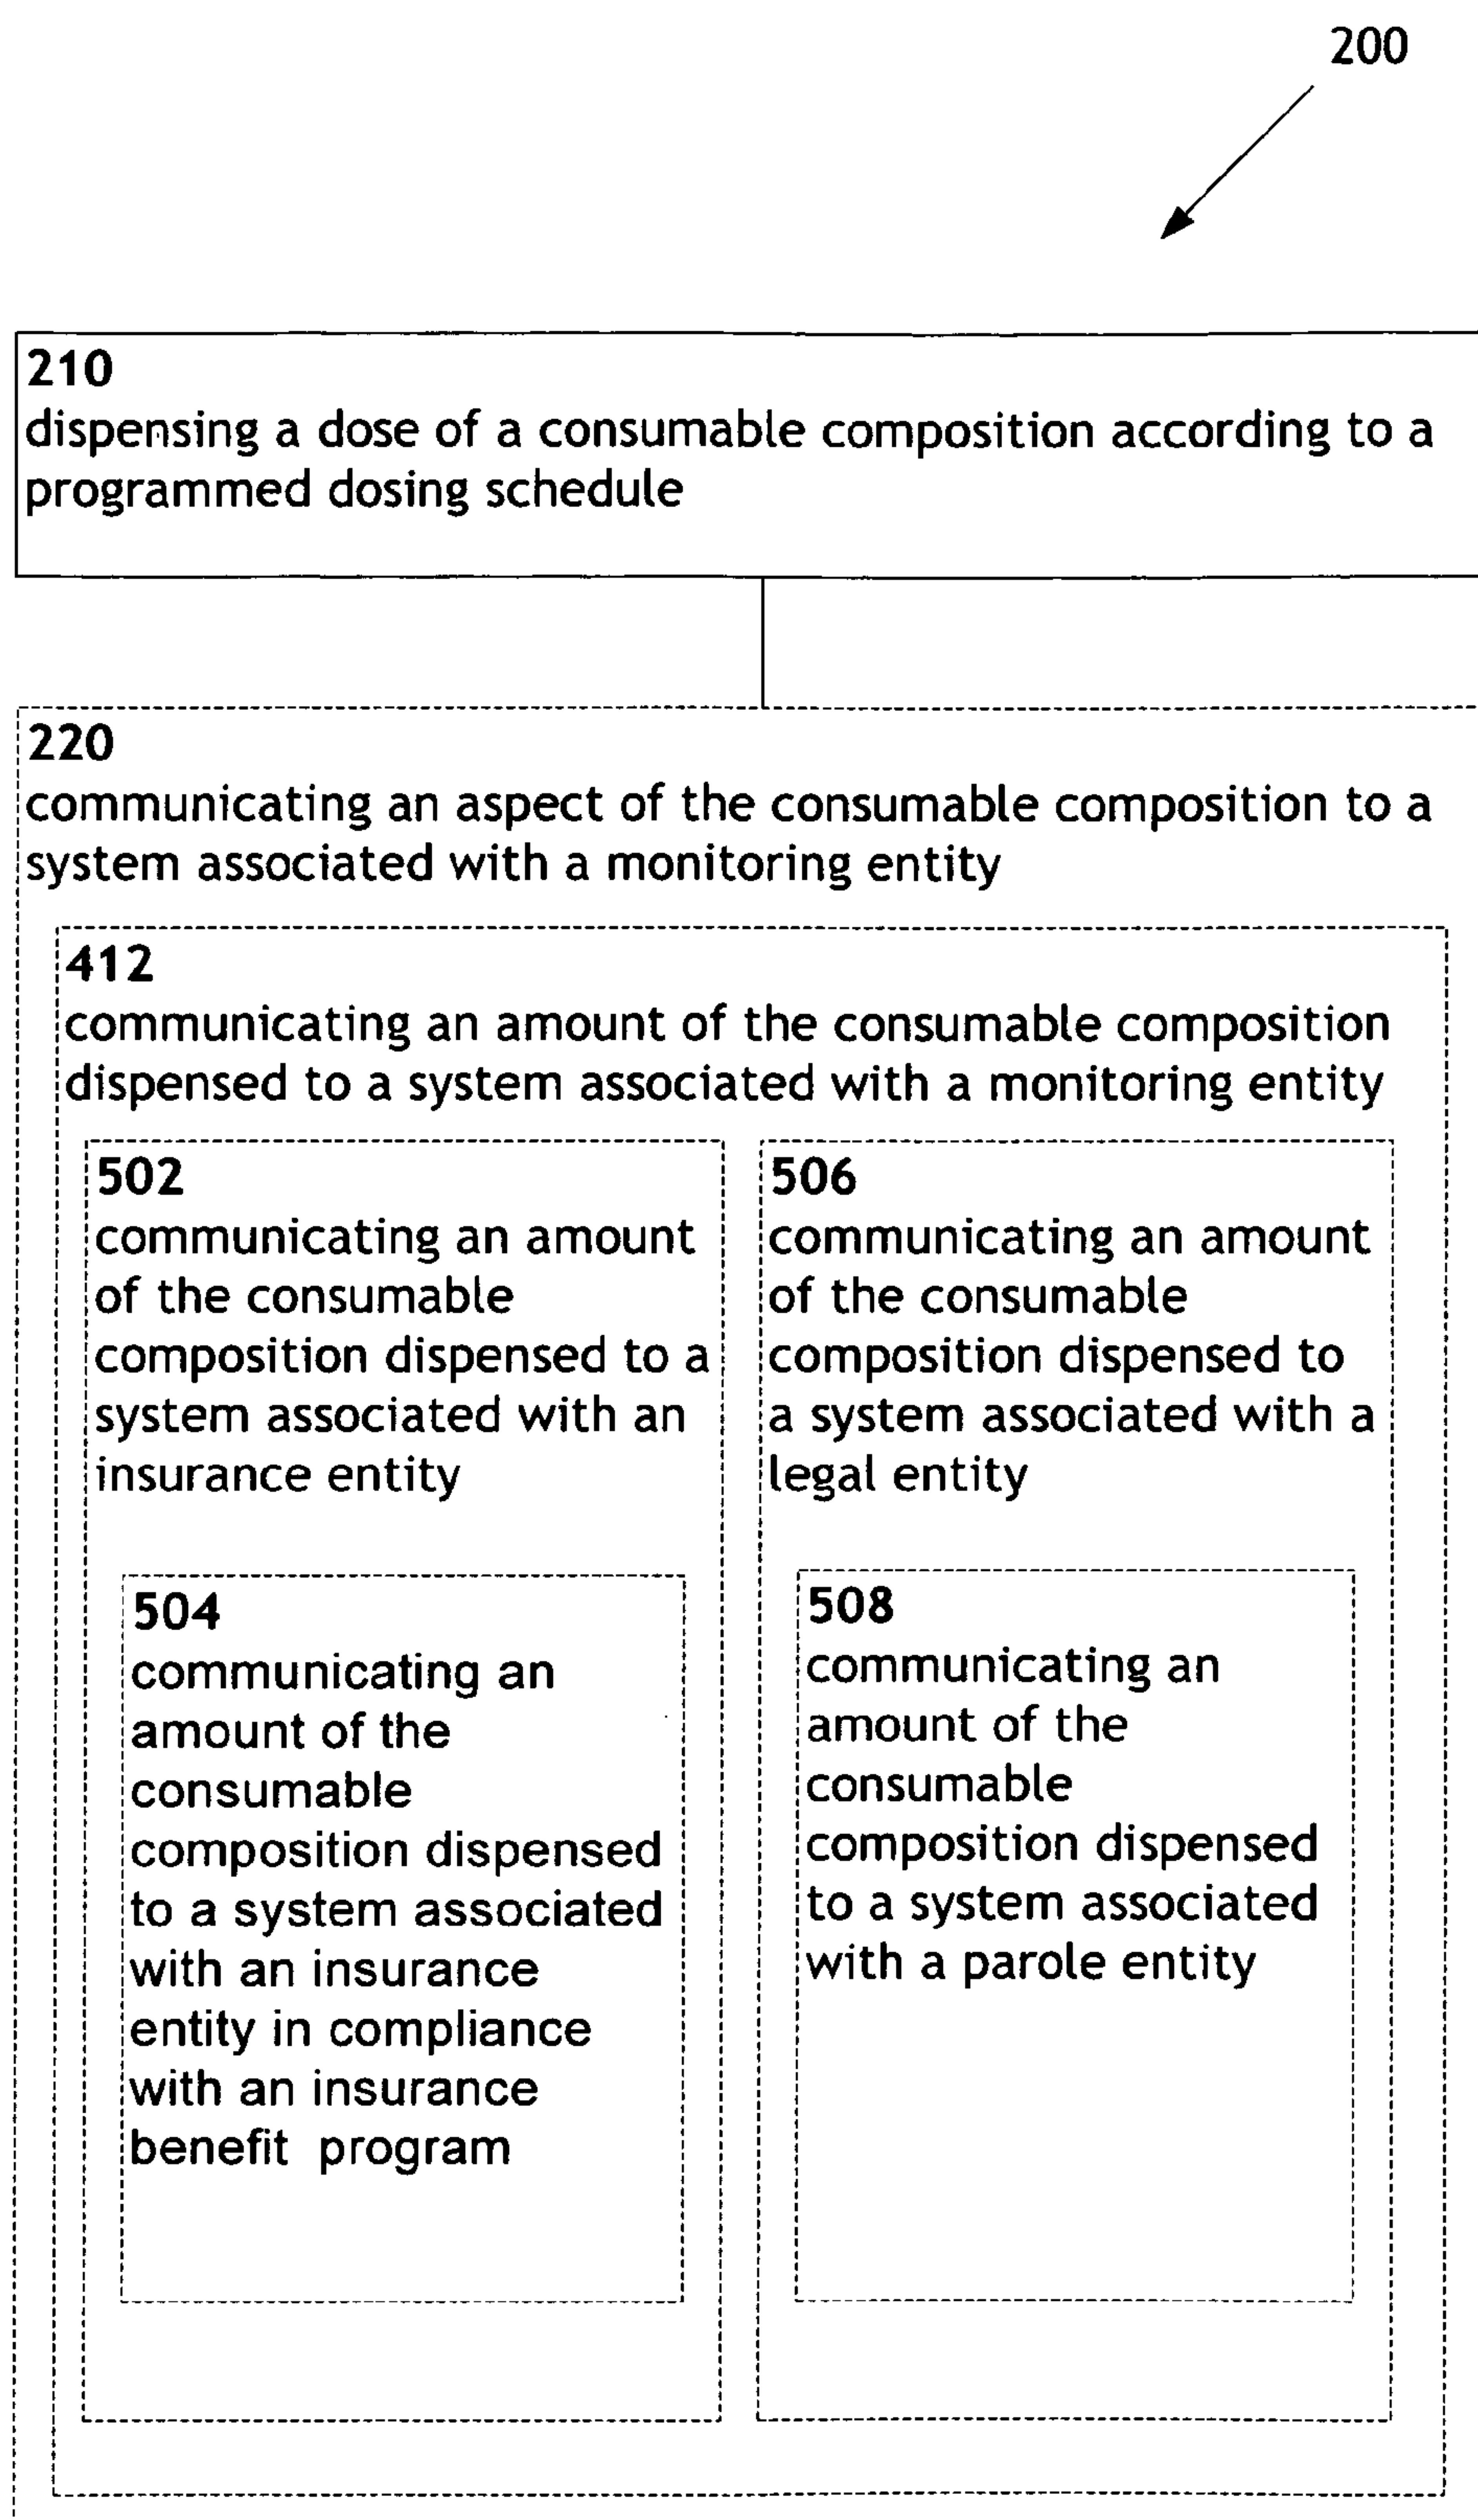 200
210
dispensing a dose of a consumable composition according to a
programmed dosing schedule
220
communicating an aspect of the consumable composition to a
system associated with a monitoring entity
412
communicating an amount of the consumable composition
dispensed to a system associated with a monitoring entity
502
communicating an amount
of the consumable
composition dispensed to a
system associated with an
insurance entity
504
communicating an
amount of the
consumable
composition dispensed
to a system associated
with an insurance
entity in compliance
with an insurance
benefit program
506
communicating an amount
of the consumable
composition dispensed to
a system associated with a
legal entity
508
communicating an
amount of the
consumable
composition dispensed
to a system associated
with a parole entity